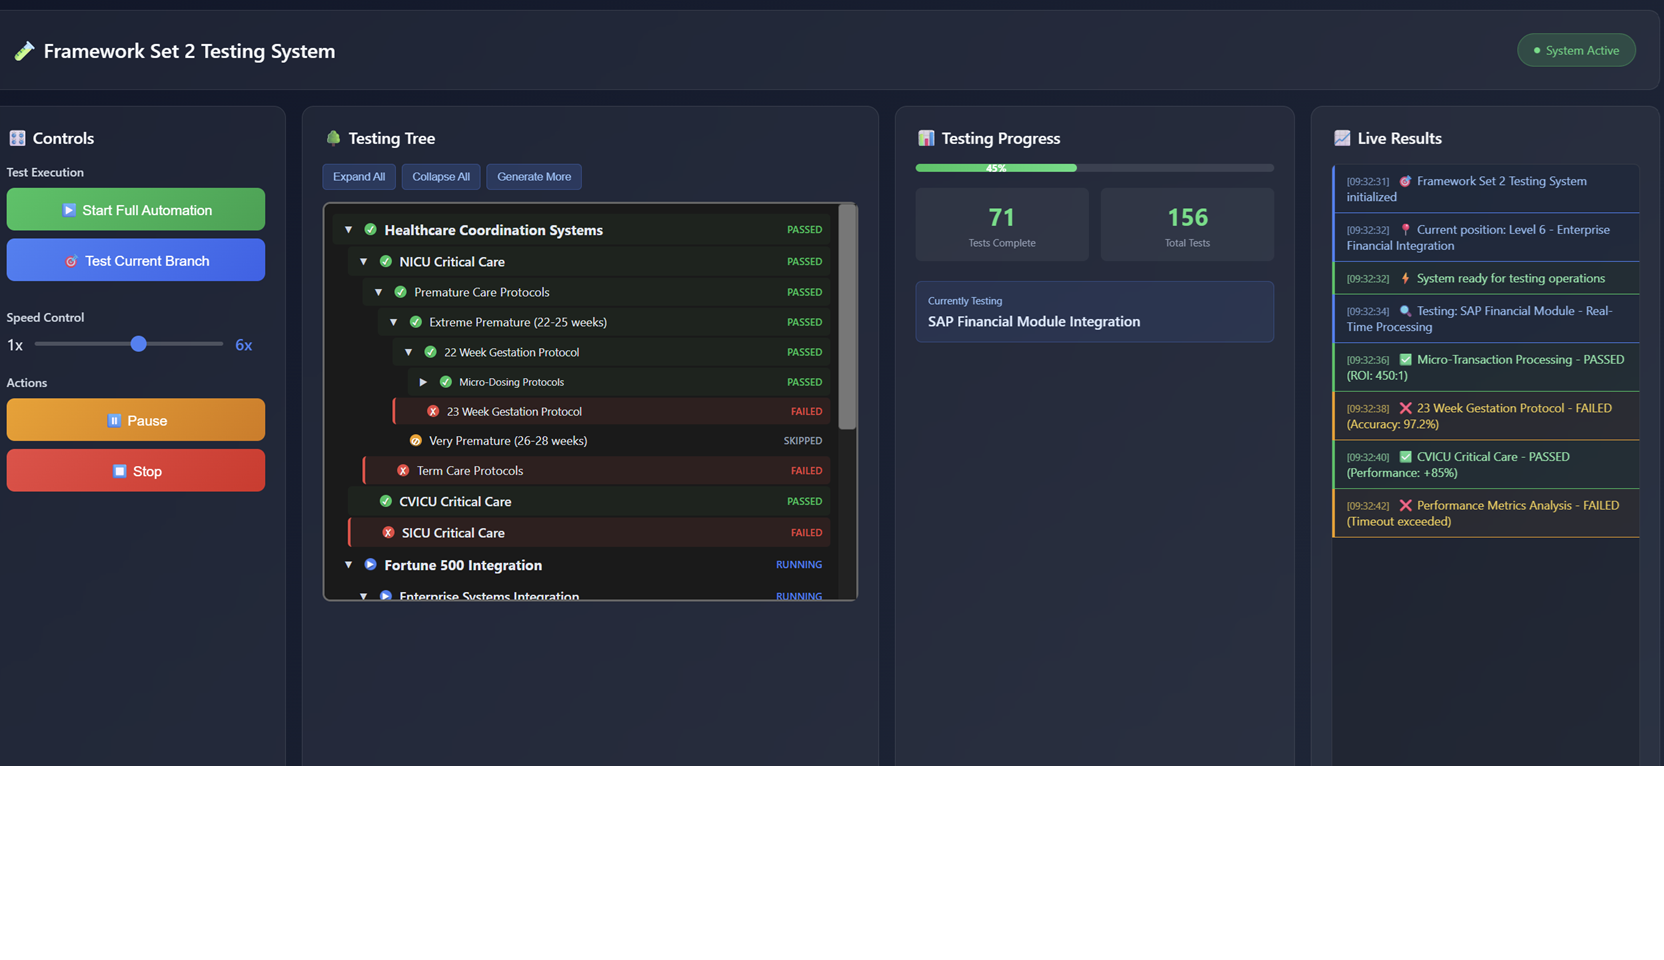 Framework Set 2 Testing System
System Active
Controls
Test Execution
Start Full Automation
Test Current Branch
Speed Control
1x
6x
Actions
Pause
Stop
Testing Tree
Expand All
Collapse All
Generate More
Healthcare Coordination Systems PASSED
NICU Critical Care PASSED
Premature Care Protocols PASSED
Extreme Premature (22-25 weeks) PASSED
22 Week Gestation Protocol PASSED
Micro-Dosing Protocols PASSED
23 Week Gestation Protocol FAILED
Very Premature (26-28 weeks) SKIPPED
Term Care Protocols FAILED
CVICU Critical Care PASSED
SICU Critical Care FAILED
Fortune 500 Integration RUNNING
Enterprise Systems Integration RUNNING
Testing Progress
45%
71
Tests Complete
156
Total Tests
Currently Testing
SAP Financial Module Integration
Live Results
[09:32:31] Framework Set 2 Testing System
initialized
[09:32:32] Current position: Level 6 - Enterprise
Financial Integration
[09:32:32] System ready for testing operations
[09:32:34] Testing: SAP Financial Module - Real-
Time Processing
[09:32:36] Micro-Transaction Processing - PASSED
(ROI: 450:1)
[09:32:38] 23 Week Gestation Protocol - FAILED
(Accuracy: 97.2%)
[09:32:40] CVICU Critical Care - PASSED
(Performance: +85%)
[09:32:42] Performance Metrics Analysis - FAILED
(Timeout exceeded)